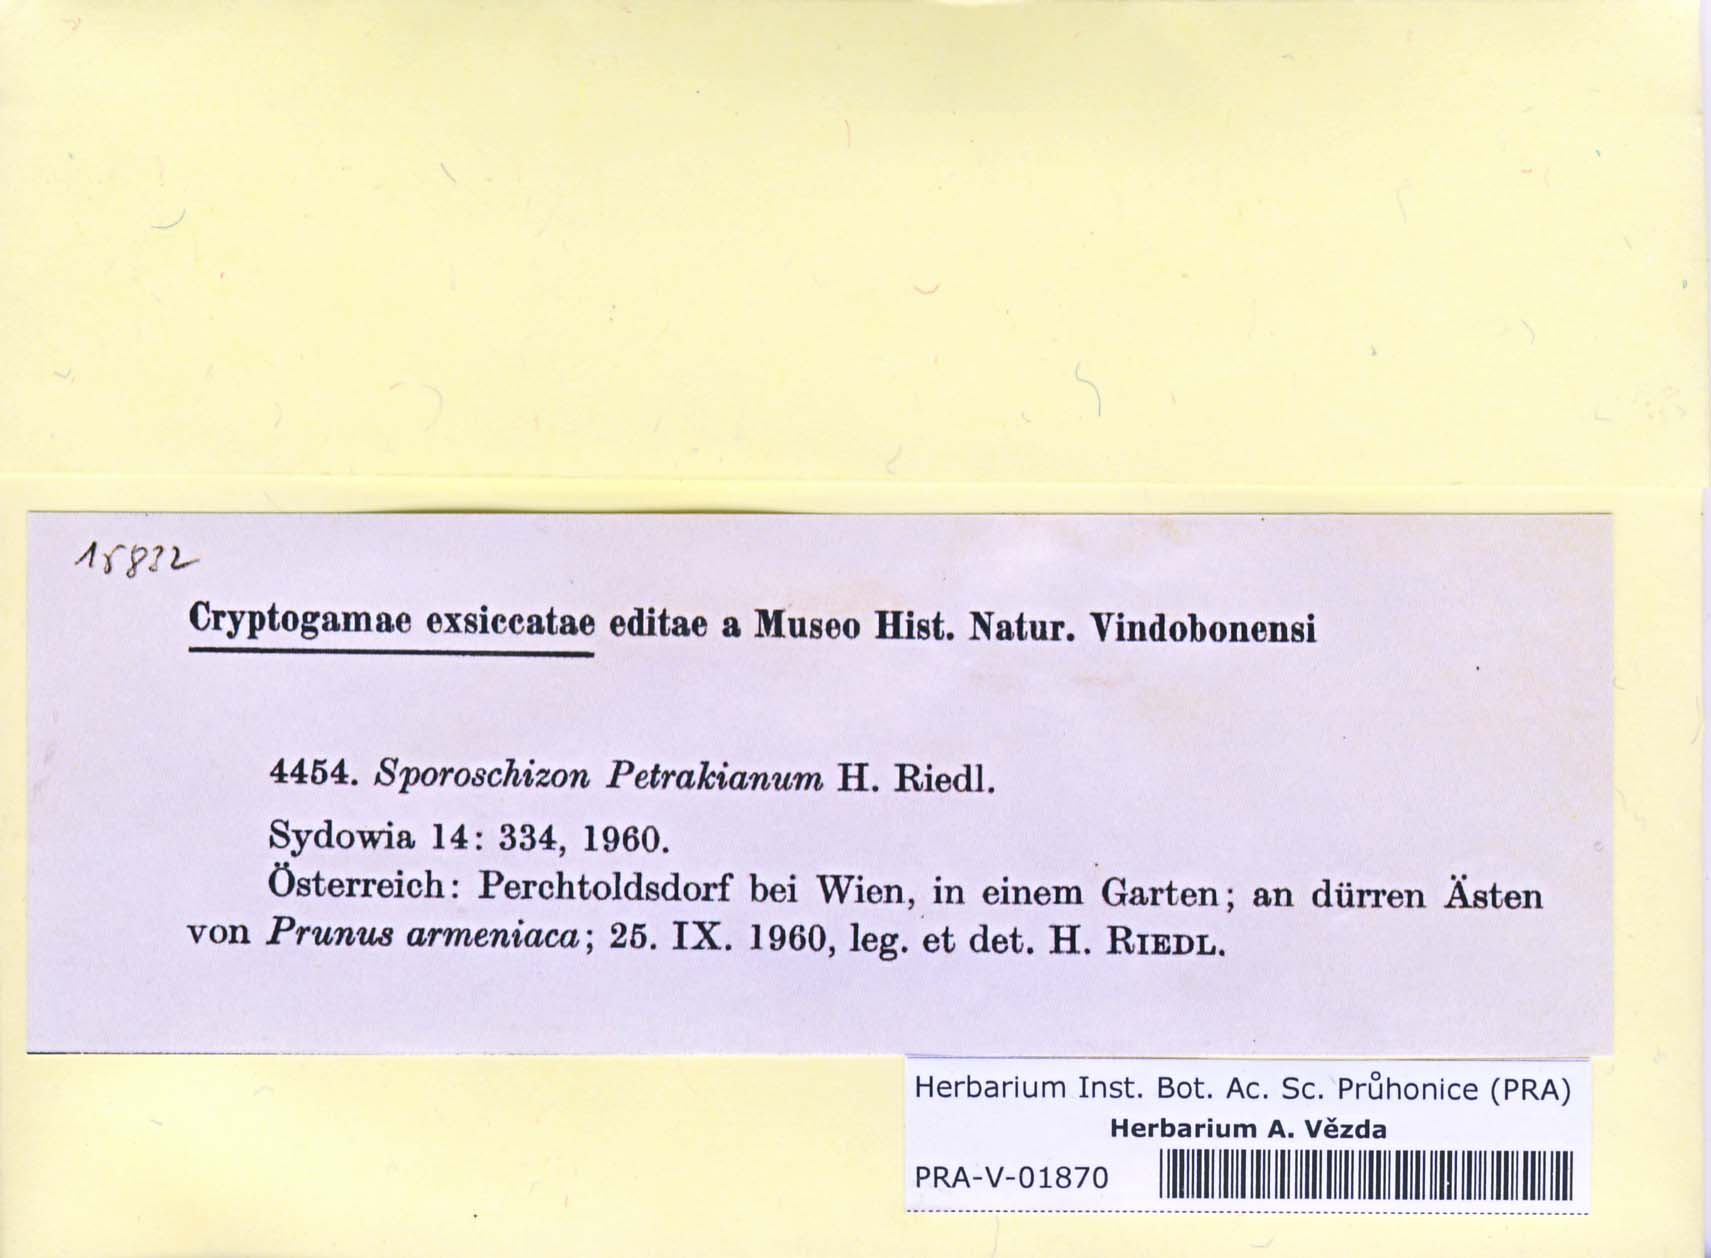 15832
Cryptogamae exsiccatae editae a Museo Hist. Natur. Vindobonensi
4454. Sporoschizon Petrakianum H. Riedl.
Sydowia 14: 334, 1960.
Österreich: Perchtoldsdorf bei Wien, in einem Garten; an dürren Ästen
von Prunus armeniaca; 25. IX. 1960, leg. et det. H. RIEDL.
Herbarium Inst. Bot. Ac. Sc. Průhonice (PRA)
Herbarium A. Vězda
PRA-V-01870